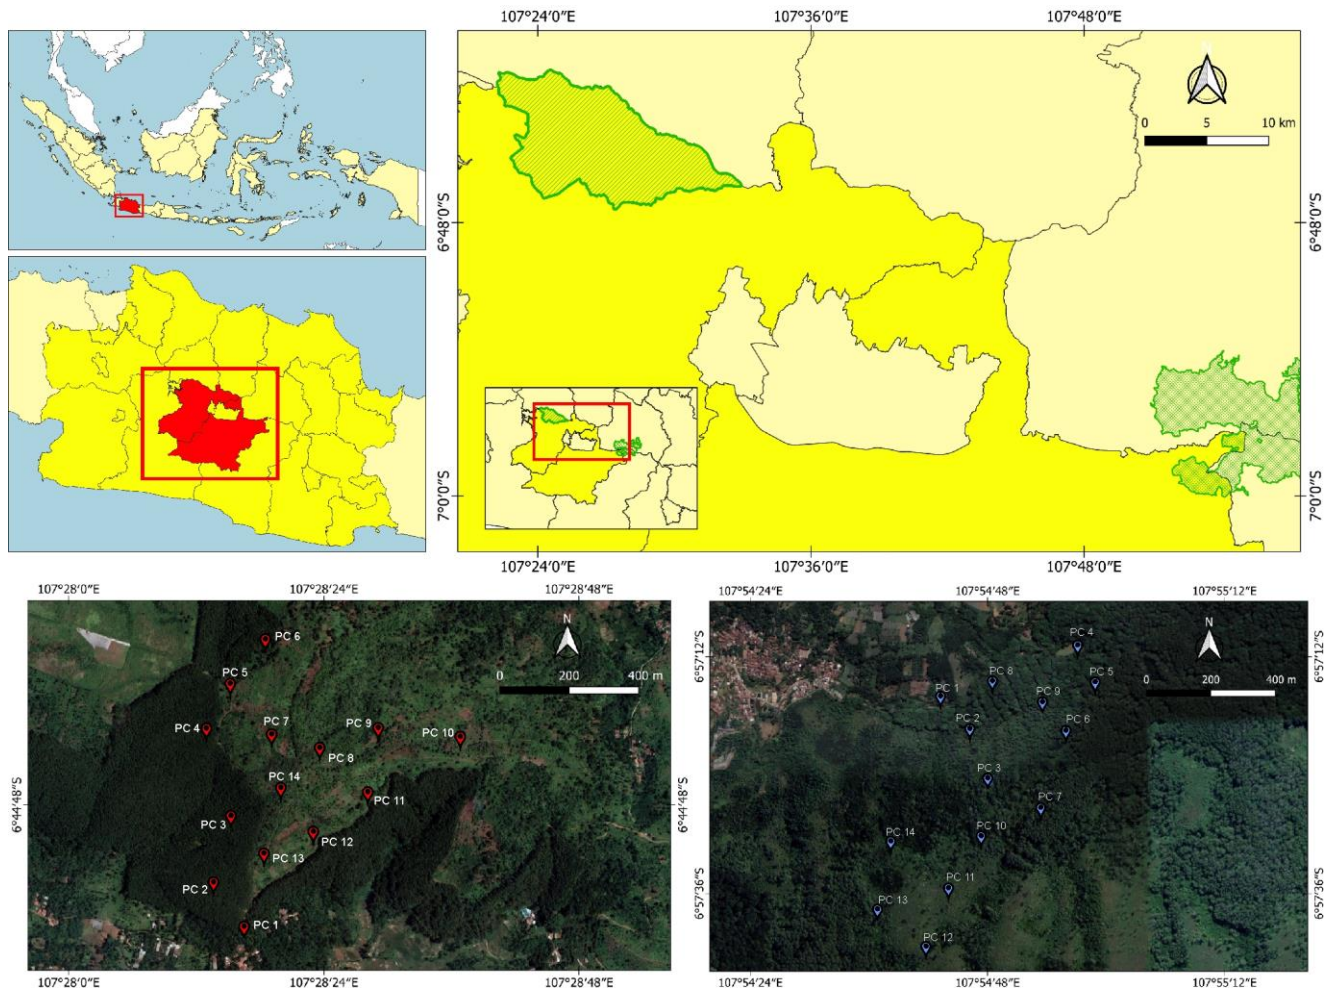 107°24'0"E 107°36'0"E 107°48'0"E
0 5 10 km
6°48'0"S
6°48'0"S
7°0'0"S
7°0'0"S
107°24'0"E 107°36'0"E 107°48'0"E
107°28'0"E 107°28'24"E 107°28'48"E
N
0 200 400 m
PC 6
PC 5
PC 4
PC 7
PC 9
PC 10
PC 8
PC 14
PC 11
PC 3
PC 12
PC 13
PC 2
PC 1
6°44'48"S
6°44'48"S
107°28'0"E 107°28'24"E 107°28'48"E
107°54'24"E 107°54'48"E 107°55'12"E
N
0 200 400 m
PC 4
PC 8
PC 5
PC 1
PC 9
PC 2
PC 6
PC 3
PC 7
PC 10
PC 14
PC 11
PC 13
PC 12
6°57'12"S
6°57'12"S
6°57'36"S
6°57'36"S
107°54'24"E 107°54'48"E 107°55'12"E